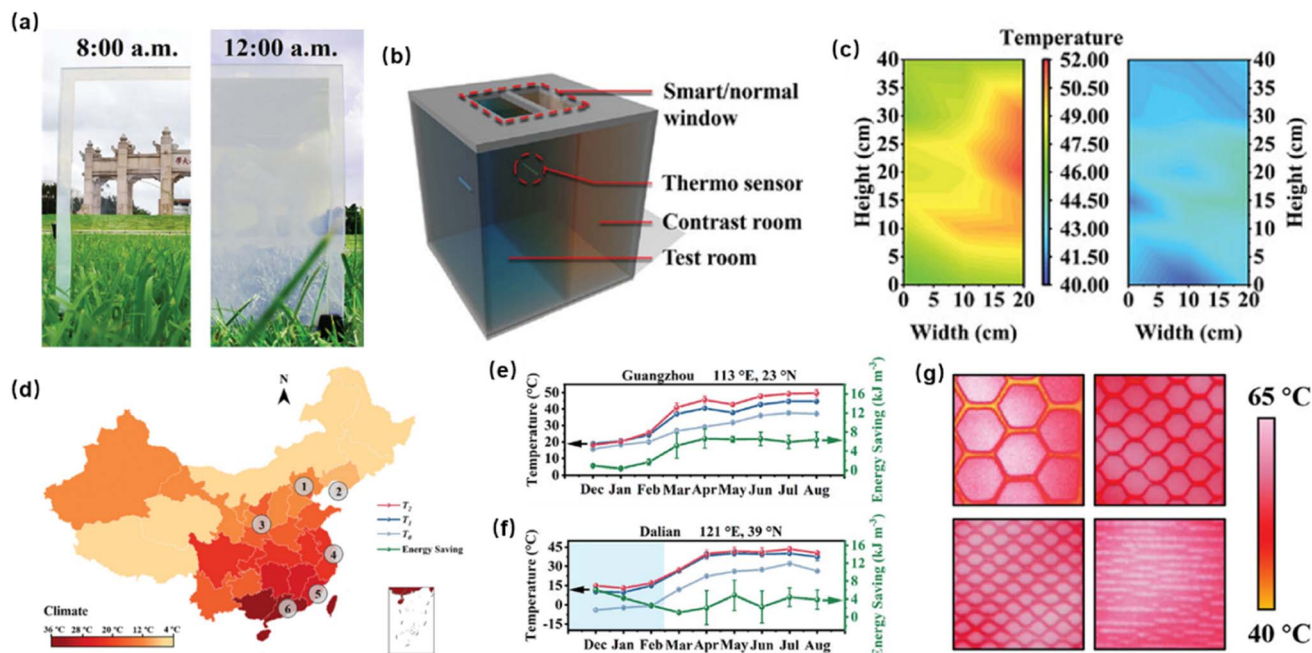 (a)
8:00 a.m.
12:00 a.m.
(b)
Smart/normal
window
Thermo sensor
Contrast room
Test room
(c)
Temperature
Height (cm)
40
35
30
25
20
15
10
5
0
0 5 10 15 20
Width (cm)
52.00
50.50
49.00
47.50
46.00
44.50
43.00
41.50
40.00
0 5 10 15 20
Width (cm)
40
35
30
25
20
15
10
5
0
Height (cm)
(d)
N
1
2
3
4
5
6
T2
T1
T0
Energy Saving
Climate
36 °C 28 °C 20 °C 12 °C 4 °C
(e)
Guangzhou 113 °E, 23 °N
Temperature (°C)
50
40
30
20
10
0
16
12
8
4
0
Energy Saving (kJ m⁻³)
Dec Jan Feb Mar Apr May Jun Jul Aug
(f)
Dalian 121 °E, 39 °N
Temperature (°C)
45
30
15
0
-15
16
12
8
4
0
Energy Saving (kJ m⁻³)
Dec Jan Feb Mar Apr May Jun Jul Aug
(g)
65 °C
40 °C